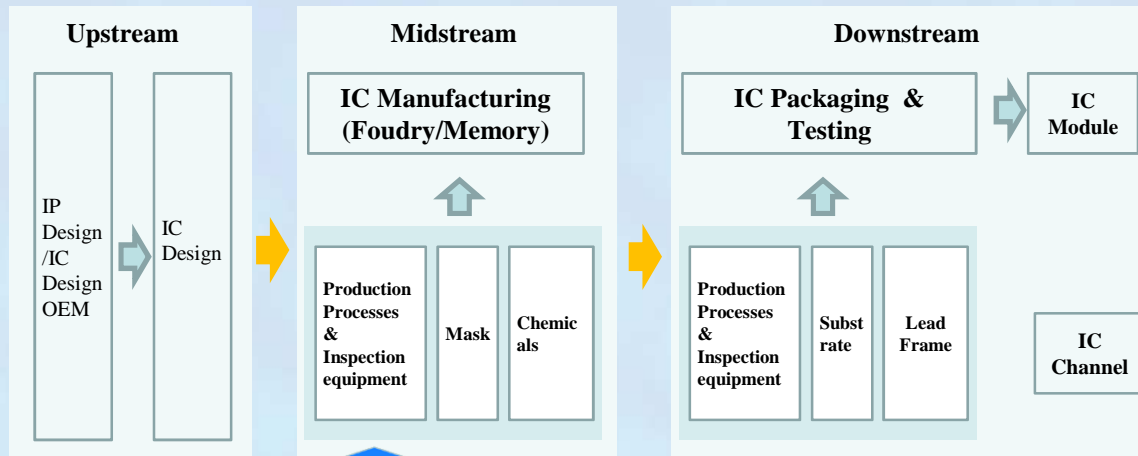 Upstream
IP
Design
/IC
Design
OEM
IC
Design
Midstream
IC Manufacturing
(Foudry/Memory)
Production
Processes
&
Inspection
equipment
Mask
Chemic
als
Downstream
IC Packaging &
Testing
IC
Module
Production
Processes
&
Inspection
equipment
Subst
rate
Lead
Frame
IC
Channel